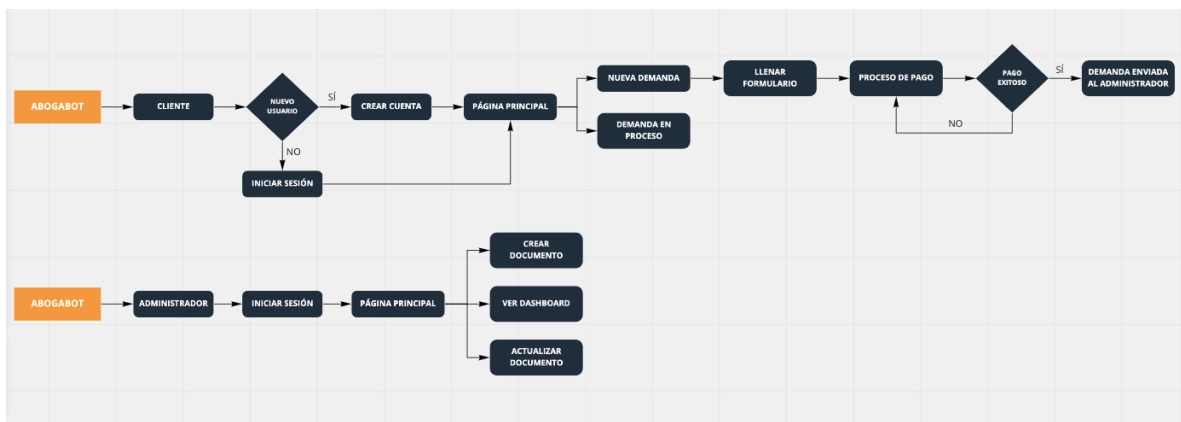 ABOGABOT
CLIENTE
NUEVO
USUARIO
SÍ
NO
CREAR CUENTA
INICIAR SESIÓN
PÁGINA PRINCIPAL
NUEVA DEMANDA
DEMANDA EN
PROCESO
LLENAR
FORMULARIO
PROCESO DE PAGO
PAGO
EXITOSO
SÍ
NO
DEMANDA ENVIADA
AL ADMINISTRADOR
ABOGABOT
ADMINISTRADOR
INICIAR SESIÓN
PÁGINA PRINCIPAL
CREAR
DOCUMENTO
VER DASHBOARD
ACTUALIZAR
DOCUMENTO